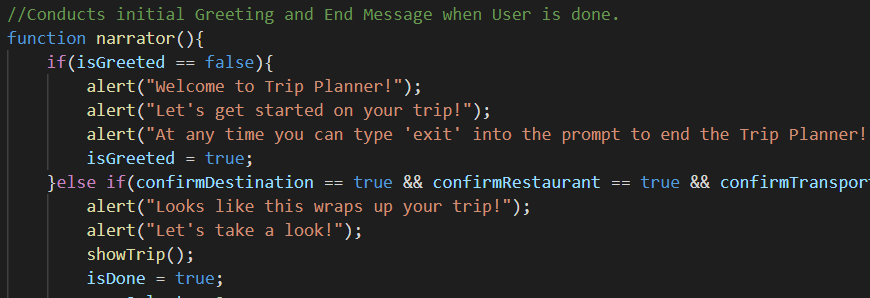 //Conducts initial Greeting and End Message when User is done.
function narrator(){
if(isGreeted == false){
alert("Welcome to Trip Planner!");
alert("Let's get started on your trip!");
alert("At any time you can type 'exit' into the prompt to end the Trip Planner!
isGreeted = true;
}else if(confirmDestination == true && confirmRestaurant == true && confirmTransport
alert("Looks like this wraps up your trip!");
alert("Let's take a look!");
showTrip();
isDone = true;